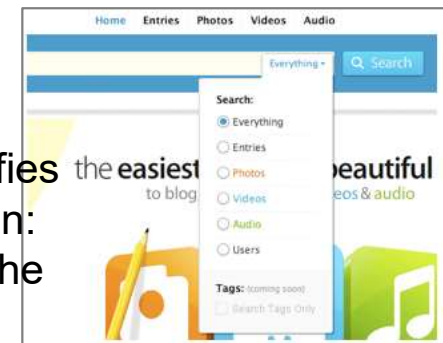 Home Entries Photos Videos Audio
Everything
Search
Search:
Everything
Entries
Photos
Videos
Audio
Users
Tags: (coming soon)
Search Tags Only
fies
n:
he
the easiest eautiful
to blog eos & audio